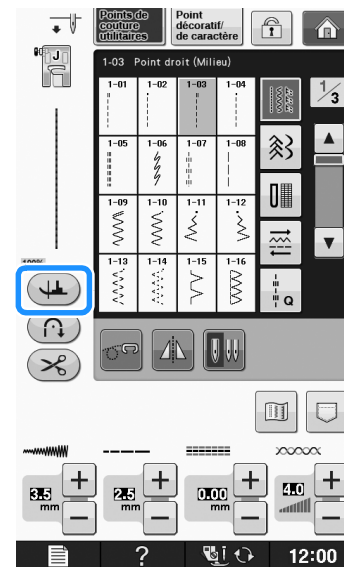 Points de
couture
utilitaires
Point
décoratif/
de caractère
J
1-03 Point droit (Milieu)
1-01 1-02 1-03 1-04
1/3
1-05 1-06 1-07 1-08
1-09 1-10 1-11 1-12
100%
1-13 1-14 1-15 1-16
Q
3.5 mm + − 2.5 mm + − 0.00 mm + − 4.0 + −
? 12:00